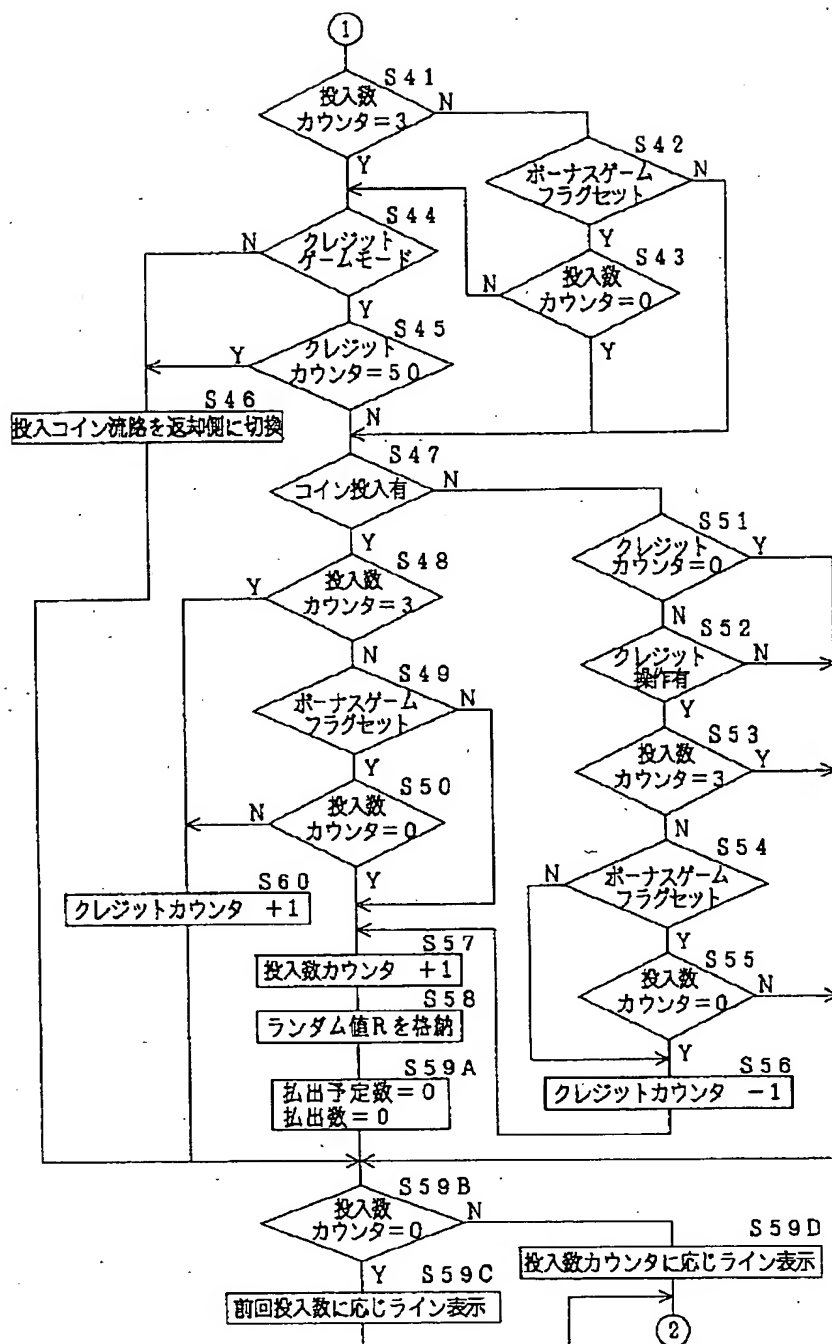 1
S41
投入数
カウンタ=3
N
Y
S42
ボーナスゲーム
フラグセット
N
Y
S43
投入数
カウンタ=0
N
Y
S44
クレジット
ゲームモード
N
Y
S45
クレジット
カウンタ=50
Y
N
S46
投入コイン流路を返却側に切換
S47
コイン投入有
N
Y
S48
投入数
カウンタ=3
Y
N
S49
ボーナスゲーム
フラグセット
N
Y
S50
投入数
カウンタ=0
N
Y
S60
クレジットカウンタ +1
S51
クレジット
カウンタ=0
Y
N
S52
クレジット
操作有
N
Y
S53
投入数
カウンタ=3
Y
N
S54
ボーナスゲーム
フラグセット
N
Y
S55
投入数
カウンタ=0
N
Y
S56
クレジットカウンタ -1
S57
投入数カウンタ +1
S58
ランダム値Rを格納
S59A
払出予定数=0
払出数=0
S59B
投入数
カウンタ=0
N
Y
S59C
前回投入数に応じライン表示
S59D
投入数カウンタに応じライン表示
2